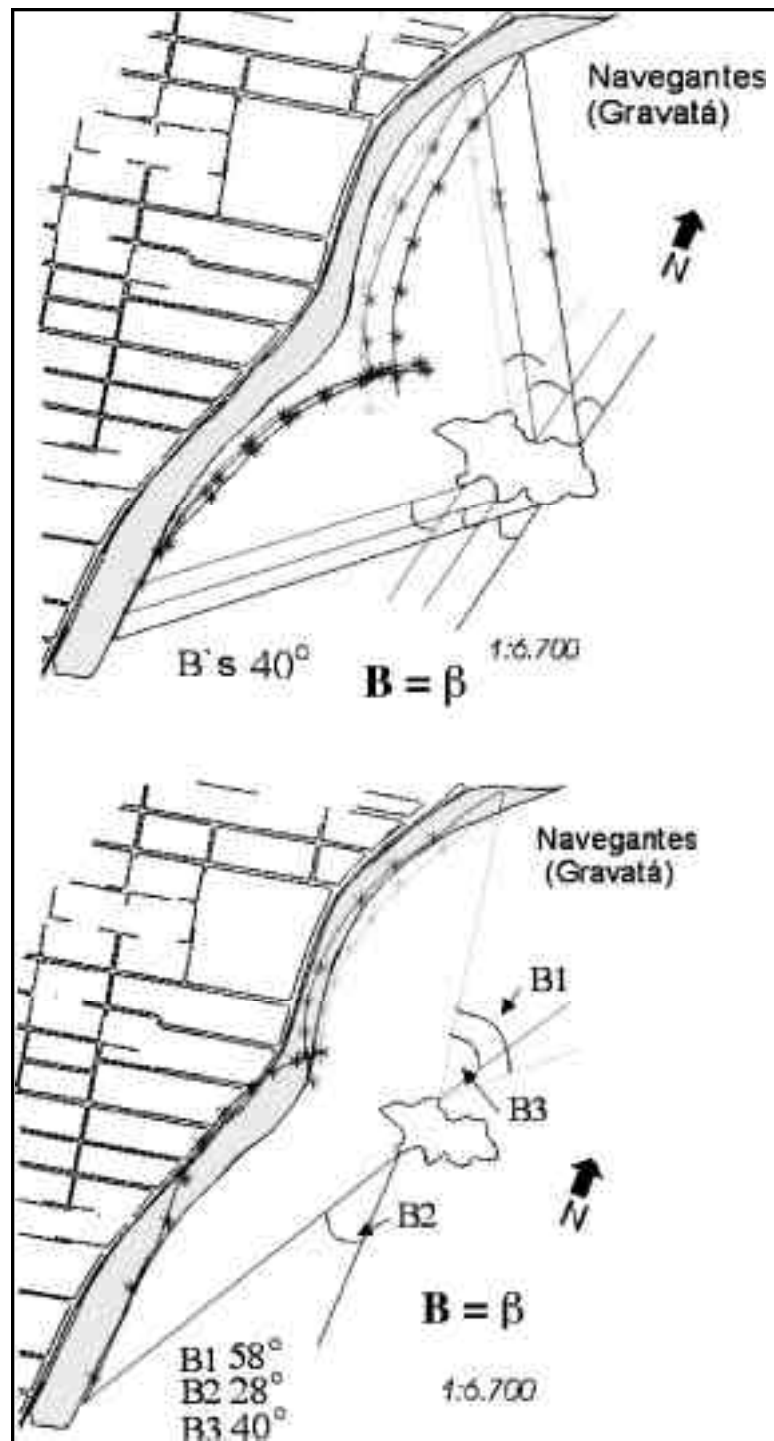 Navegantes
(Gravatá)
N
B`s 40°
B = β
1:6.700
Navegantes
(Gravatá)
B1
B3
B2
N
B = β
B1 58°
B2 28°
B3 40°
1:6.700